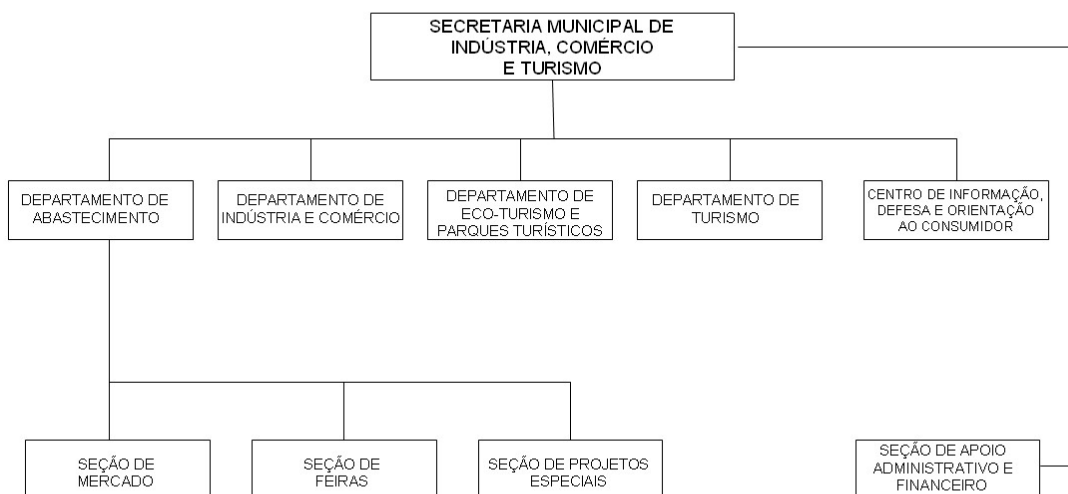 SECRETARIA MUNICIPAL DE
INDÚSTRIA, COMÉRCIO
E TURISMO
DEPARTAMENTO DE
ABASTECIMENTO
DEPARTAMENTO DE
INDÚSTRIA E COMÉRCIO
DEPARTAMENTO DE
ECO-TURISMO E
PARQUES TURÍSTICOS
DEPARTAMENTO DE
TURISMO
CENTRO DE INFORMAÇÃO,
DEFESA E ORIENTAÇÃO
AO CONSUMIDOR
SEÇÃO DE
MERCADO
SEÇÃO DE
FEIRAS
SEÇÃO DE PROJETOS
ESPECIAIS
SEÇÃO DE APOIO
ADMINISTRATIVO E
FINANCEIRO